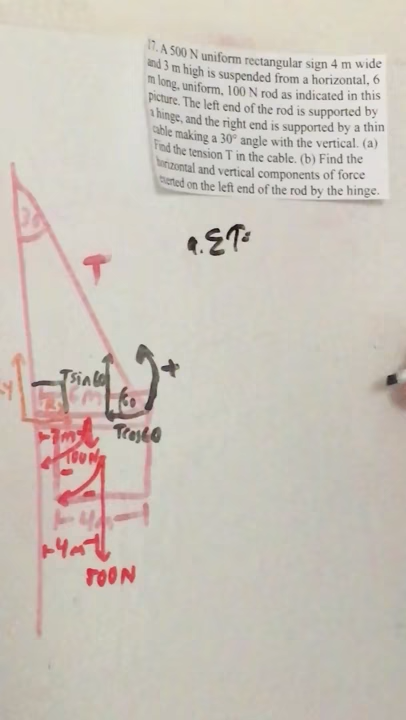 17. A 500 N uniform rectangular sign 4 m wide
and 3 m high is suspended from a horizontal, 6
m long, uniform, 100 N rod as indicated in this
picture. The left end of the rod is supported by
a hinge, and the right end is supported by a thin
cable making a 30° angle with the vertical. (a)
Find the tension T in the cable. (b) Find the
horizontal and vertical components of force
exerted on the left end of the rod by the hinge.
a. Στ=
30
T
+
Tsin60
6m
60
Tcos60
3m
100N
-
-
4m
4m
500N